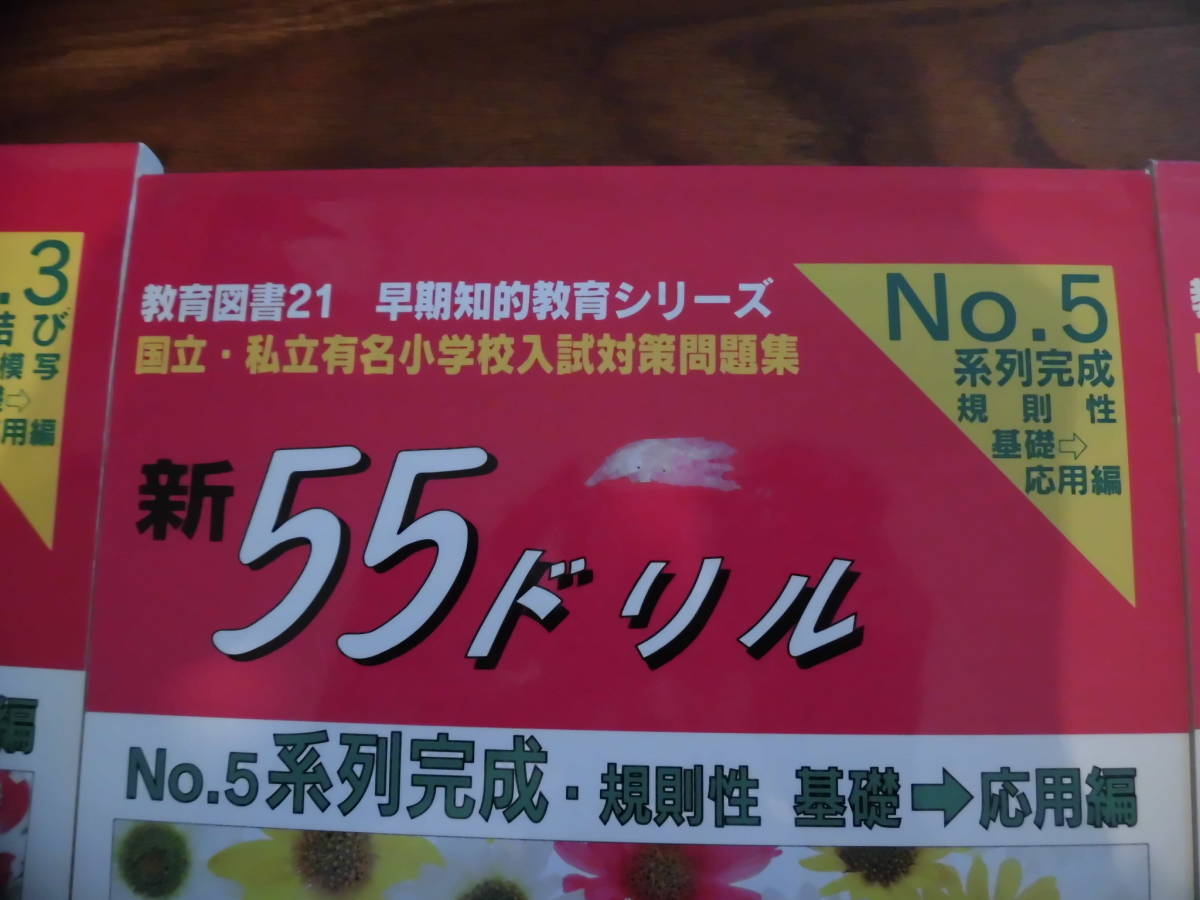 .3
結び
模写
用編
編
教育図書21 早期知的教育シリーズ
国立・私立有名小学校入試対策問題集
No.5
系列完成
規則性
基礎⇨
応用編
新55ドリル
No.5系列完成・規則性 基礎➡応用編